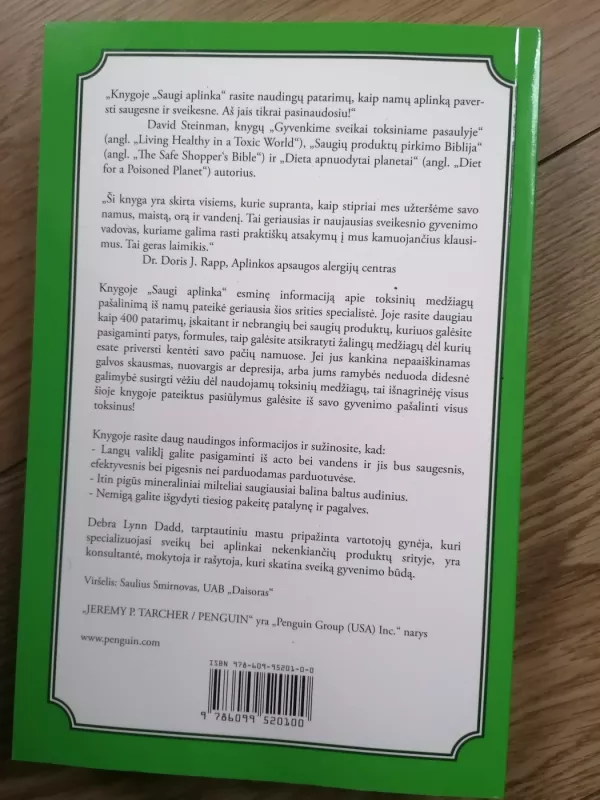 „Knygoje „Saugi aplinka“ rasite naudingų patarimų, kaip namų aplinką paver-
sti saugesne ir sveikesne. Aš jais tikrai pasinaudosiu!“
David Steinman, knygų „Gyvenkime sveikai toksiniame pasaulyje“
(angl. „Living Healthy in a Toxic World“), „Saugių produktų pirkimo Biblija“
(angl. „The Safe Shopper's Bible“) ir „Dieta apnuodytai planetai“ (angl. „Diet
for a Poisoned Planet“) autorius.
„Ši knyga yra skirta visiems, kurie supranta, kaip stipriai mes užteršėme savo
namus, maistą, orą ir vandenį. Tai geriausias ir naujausias sveikesnio gyvenimo
vadovas, kuriame galima rasti praktiškų atsakymų į mus kamuojančius klausi-
mus. Tai geras laimikis.“
Dr. Doris J. Rapp, Aplinkos apsaugos alergijų centras
Knygoje „Saugi aplinka“ esminę informaciją apie toksinių medžiagų
pašalinimą iš namų pateikė geriausia šios srities specialistė. Joje rasite daugiau
kaip 400 patarimų, įskaitant ir nebrangių bei saugių produktų, kuriuos galėsite
pasigaminti patys, formules, taip galėsite atsikratyti žalingų medžiagų dėl kurių
esate priversti kentėti savo pačių namuose. Jei jus kankina nepaaiškinamas
galvos skausmas, nuovargis ar depresija, arba jums ramybės neduoda didesnė
galimybė susirgti vėžiu dėl naudojamų toksinių medžiagų, tai išnagrinėję visus
šioje knygoje pateiktus pasiūlymus galėsite iš savo gyvenimo pašalinti visus
toksinus!
Knygoje rasite daug naudingos informacijos ir sužinosite, kad:
- Langų valiklį galite pasigaminti iš acto bei vandens ir jis bus saugesnis,
efektyvesnis bei pigesnis nei parduodamas parduotuvėse.
- Itin pigūs mineraliniai milteliai saugiausiai balina baltus audinius.
- Nemigą galite išgydyti tiesiog pakeitę patalynę ir pagalves.
Debra Lynn Dadd, tarptautiniu mastu pripažinta vartotojų gynėja, kuri
specializuojasi sveikų bei aplinkai nekenkiančių produktų srityje, yra
konsultantė, mokytoja ir rašytoja, kuri skatina sveiką gyvenimo būdą.
Viršelis: Saulius Smirnovas, UAB „Daisoras“
„JEREMY P. TARCHER / PENGUIN“ yra „Penguin Group (USA) Inc.“ narys
www.penguin.com
ISBN 978-609-95201-0-0
9 786099 520100